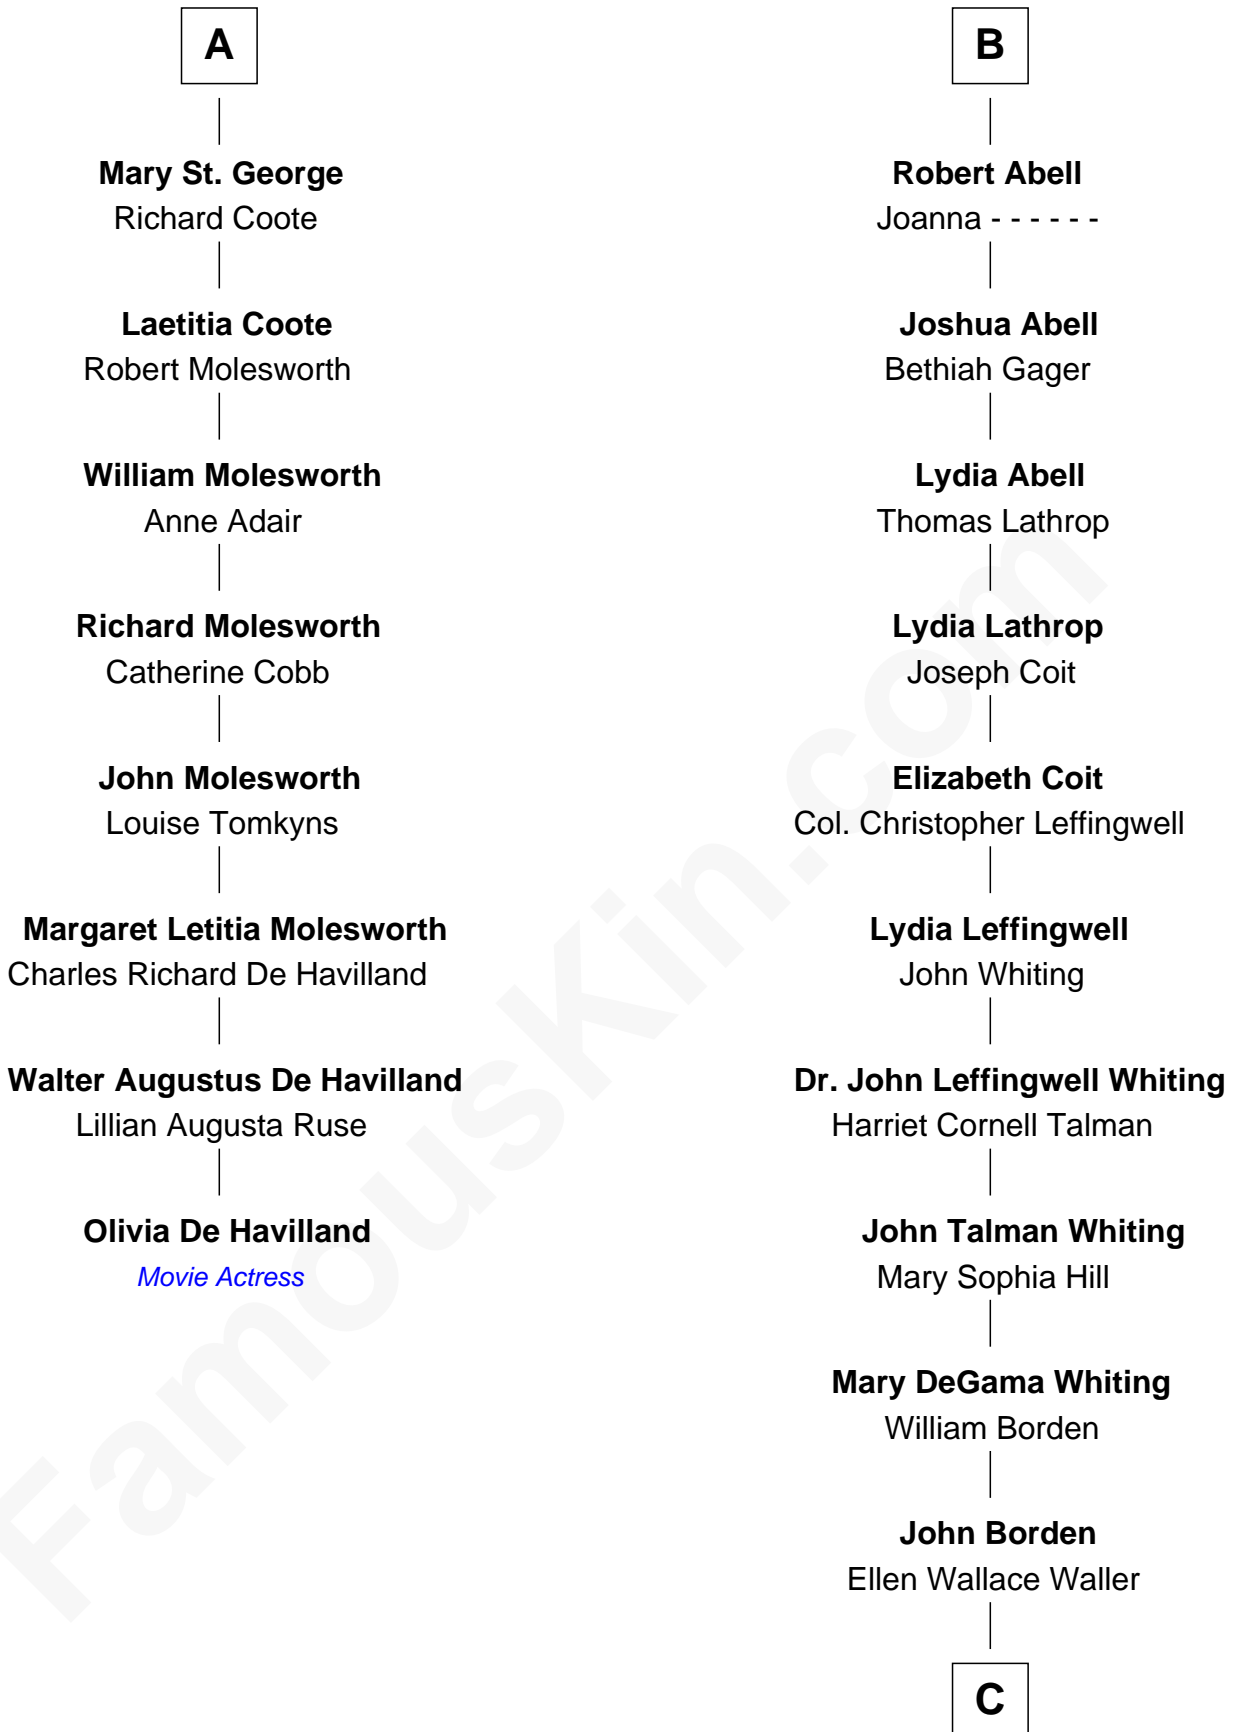 A
Mary St. George
Richard Coote
Laetitia Coote
Robert Molesworth
William Molesworth
Anne Adair
Richard Molesworth
Catherine Cobb
John Molesworth
Louise Tomkyns
Margaret Letitia Molesworth
Charles Richard De Havilland
Walter Augustus De Havilland
Lillian Augusta Ruse
Olivia De Havilland
Movie Actress
B
Robert Abell
Joanna - - - - - -
Joshua Abell
Bethiah Gager
Lydia Abell
Thomas Lathrop
Lydia Lathrop
Joseph Coit
Elizabeth Coit
Col. Christopher Leffingwell
Lydia Leffingwell
John Whiting
Dr. John Leffingwell Whiting
Harriet Cornell Talman
John Talman Whiting
Mary Sophia Hill
Mary DeGama Whiting
William Borden
John Borden
Ellen Wallace Waller
C
FamousKin.com